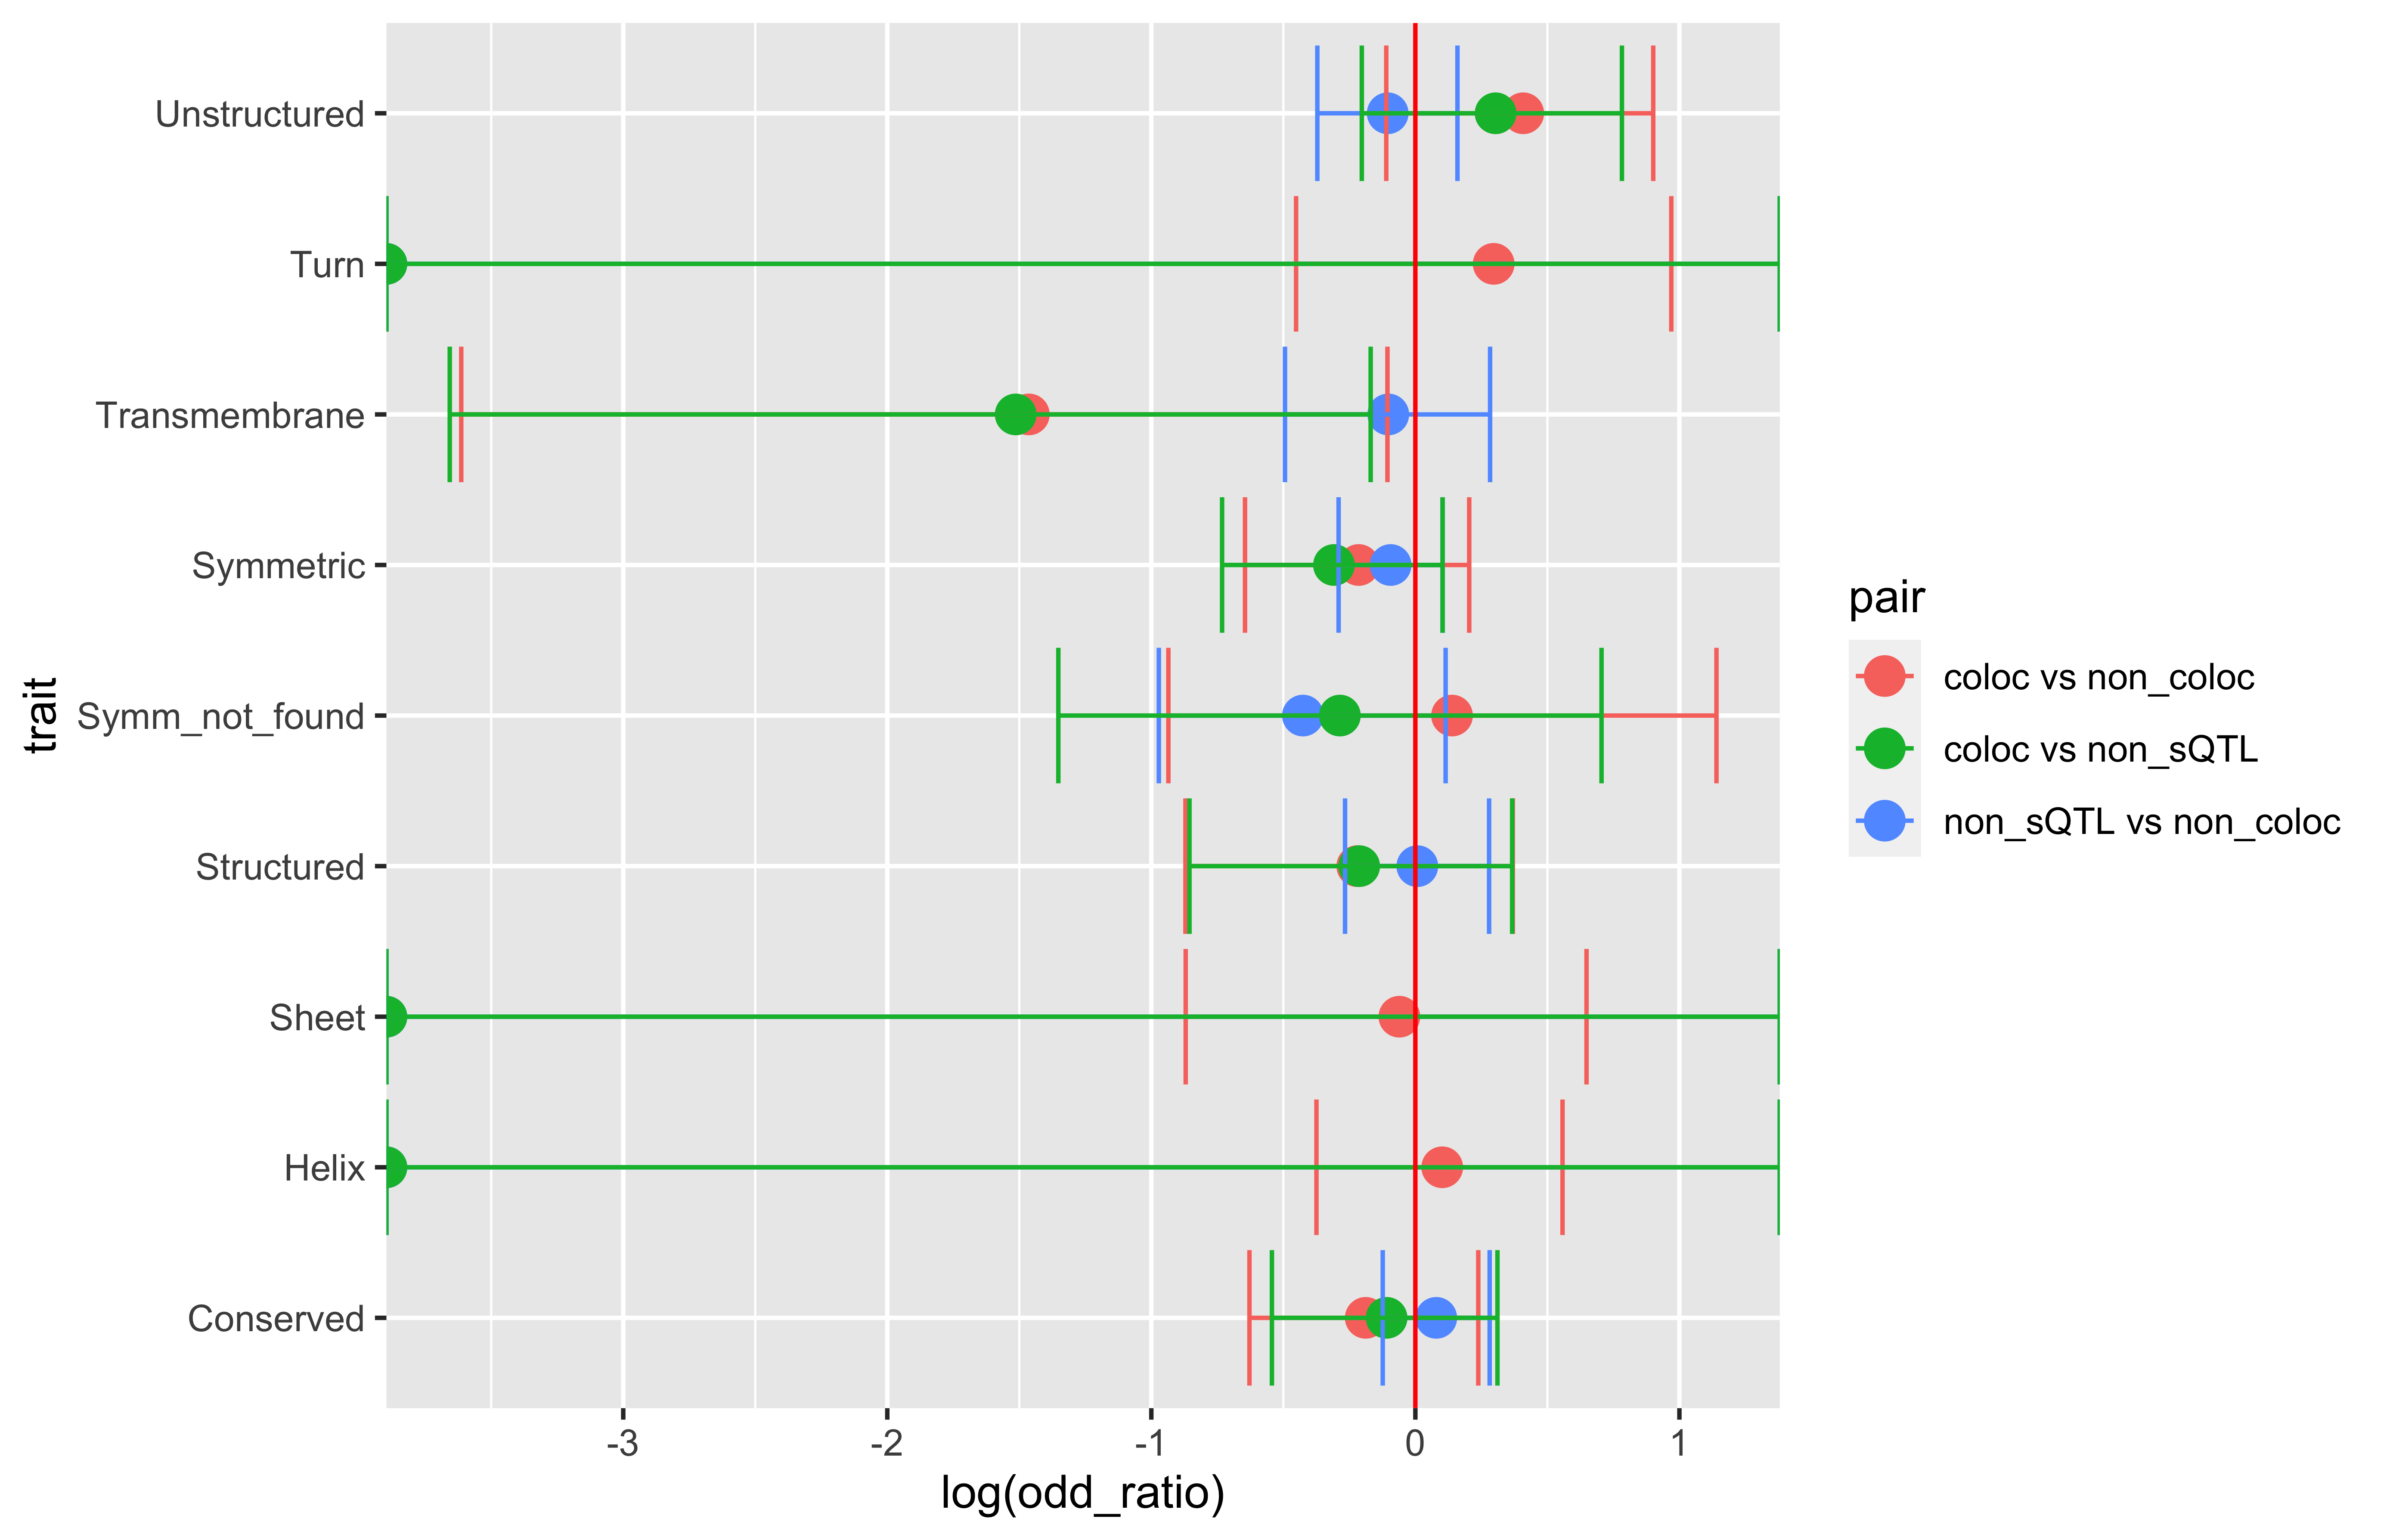 Unstructured
Turn
Transmembrane
Symmetric
Symm_not_found
Structured
Sheet
Helix
Conserved
trait
-3 -2 -1 0 1
log(odd_ratio)
pair
coloc vs non_coloc
coloc vs non_sQTL
non_sQTL vs non_coloc